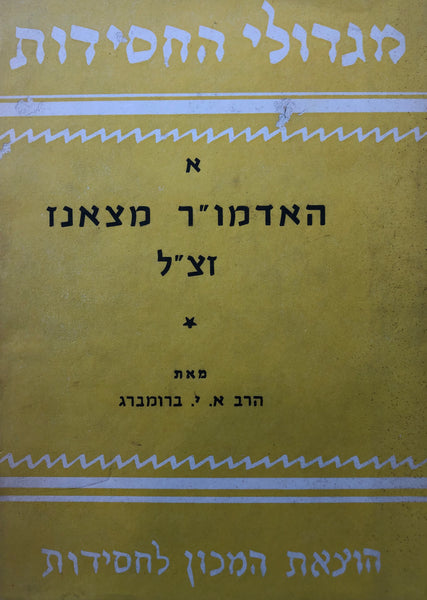 מגדולי החסידות
א
האדמו"ר מצאנז
זצ"ל
מאת
הרב א. י. ברומברג
הוצאת המכון לחסידות